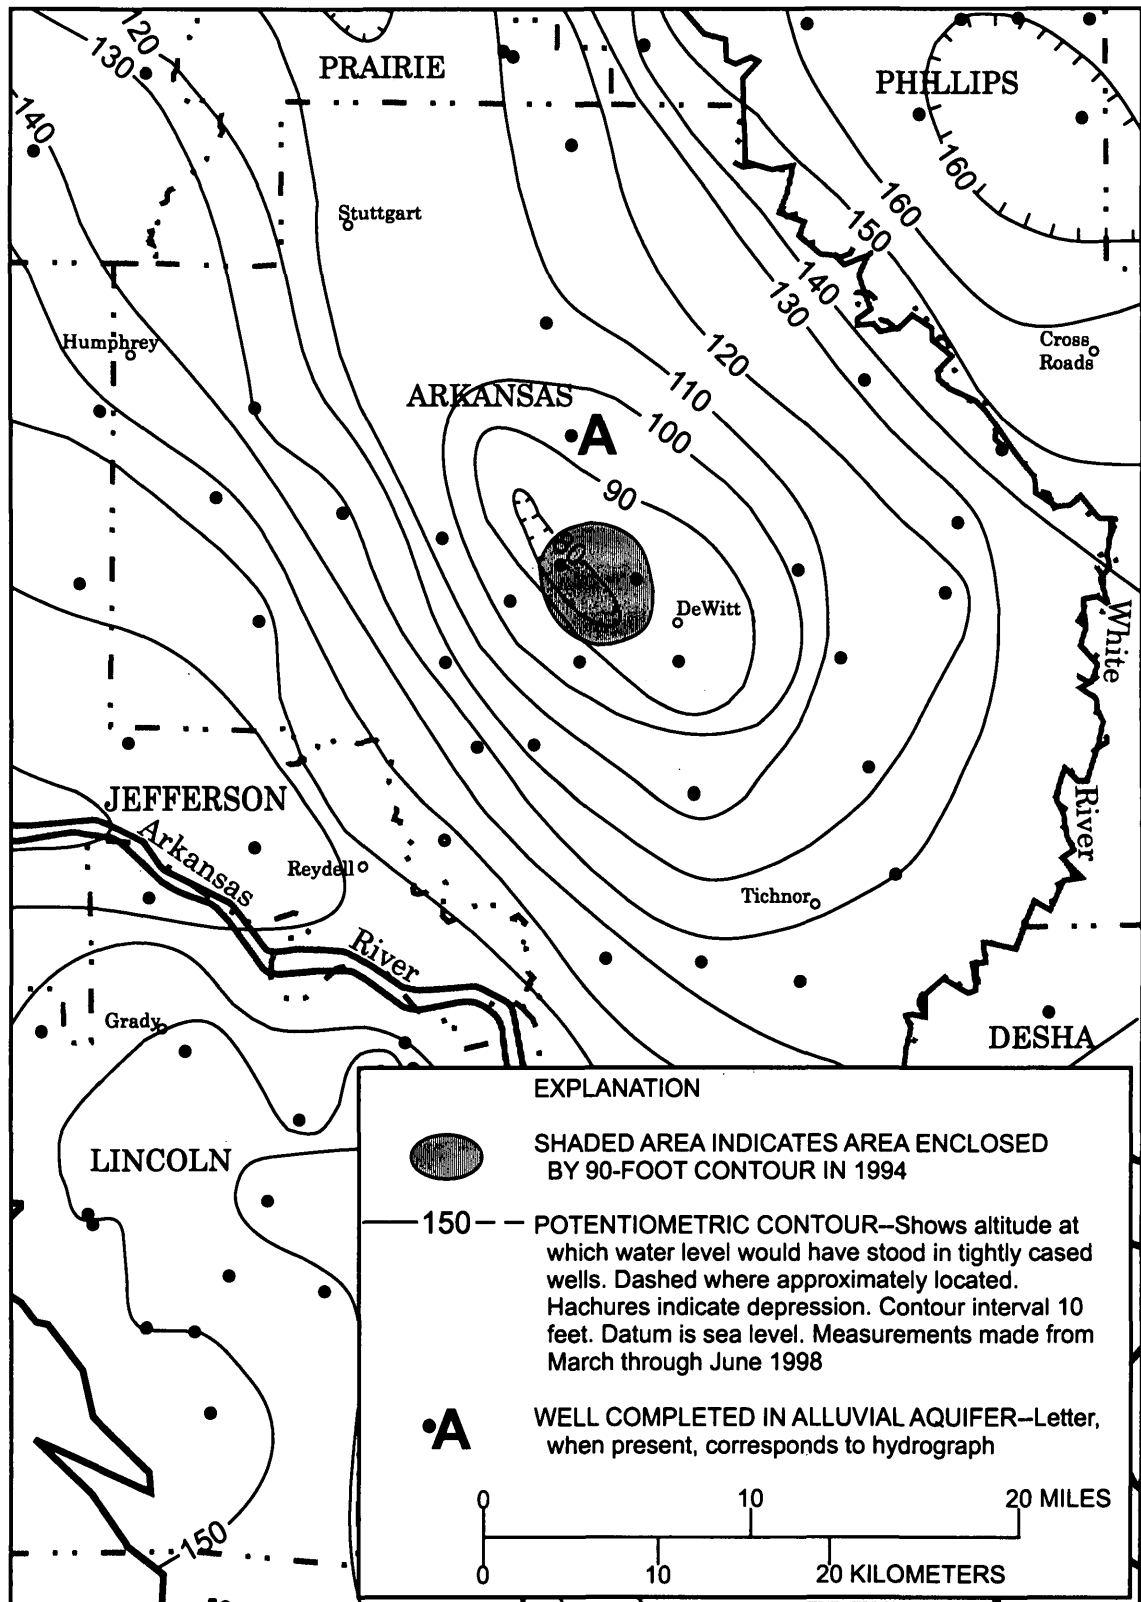 120
130
PRAIRIE
PHILLIPS
140
160
Stuttgart
160
150
140
130
Humphrey
Cross
Roads
120
110
ARKANSAS
A
100
90
80
DeWitt
White
River
JEFFERSON
Arkansas
River
Reydell
Tichnor
Grady
DESHA
LINCOLN
150
EXPLANATION
SHADED AREA INDICATES AREA ENCLOSED
BY 90-FOOT CONTOUR IN 1994
150
POTENTIOMETRIC CONTOUR--Shows altitude at
which water level would have stood in tightly cased
wells. Dashed where approximately located.
Hachures indicate depression. Contour interval 10
feet. Datum is sea level. Measurements made from
March through June 1998
A
WELL COMPLETED IN ALLUVIAL AQUIFER--Letter,
when present, corresponds to hydrograph
0 10 20 MILES
0 10 20 KILOMETERS